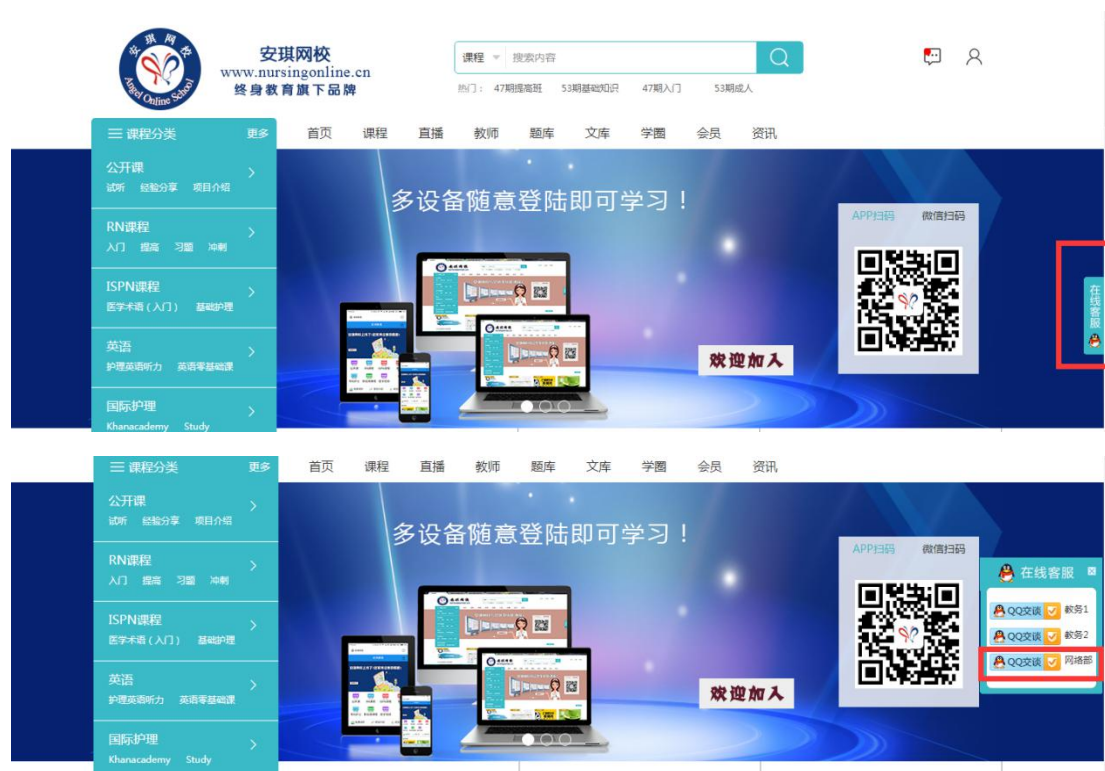 安琪网校
Angel Online School
安琪网校
www.nursingonline.cn
终身教育旗下品牌
课程 搜索内容
热门： 47期提高班 53期基础知识 47期入门 53期成人
课程分类 更多 首页 课程 直播 教师 题库 文库 学圈 会员 资讯
公开课
试听 经验分享 项目介绍
RN课程
入门 提高 习题 冲刺
ISPN课程
医学术语（入门） 基础护理
英语
护理英语听力 英语零基础课
国际护理
Khanacademy Study
多设备随意登陆即可学习！
欢迎加入
APP扫码 微信扫码
在线客服
课程分类 更多 首页 课程 直播 教师 题库 文库 学圈 会员 资讯
公开课
试听 经验分享 项目介绍
RN课程
入门 提高 习题 冲刺
ISPN课程
医学术语（入门） 基础护理
英语
护理英语听力 英语零基础课
国际护理
Khanacademy Study
多设备随意登陆即可学习！
欢迎加入
APP扫码 微信扫码
在线客服
QQ交谈 教务1
QQ交谈 教务2
QQ交谈 网络部